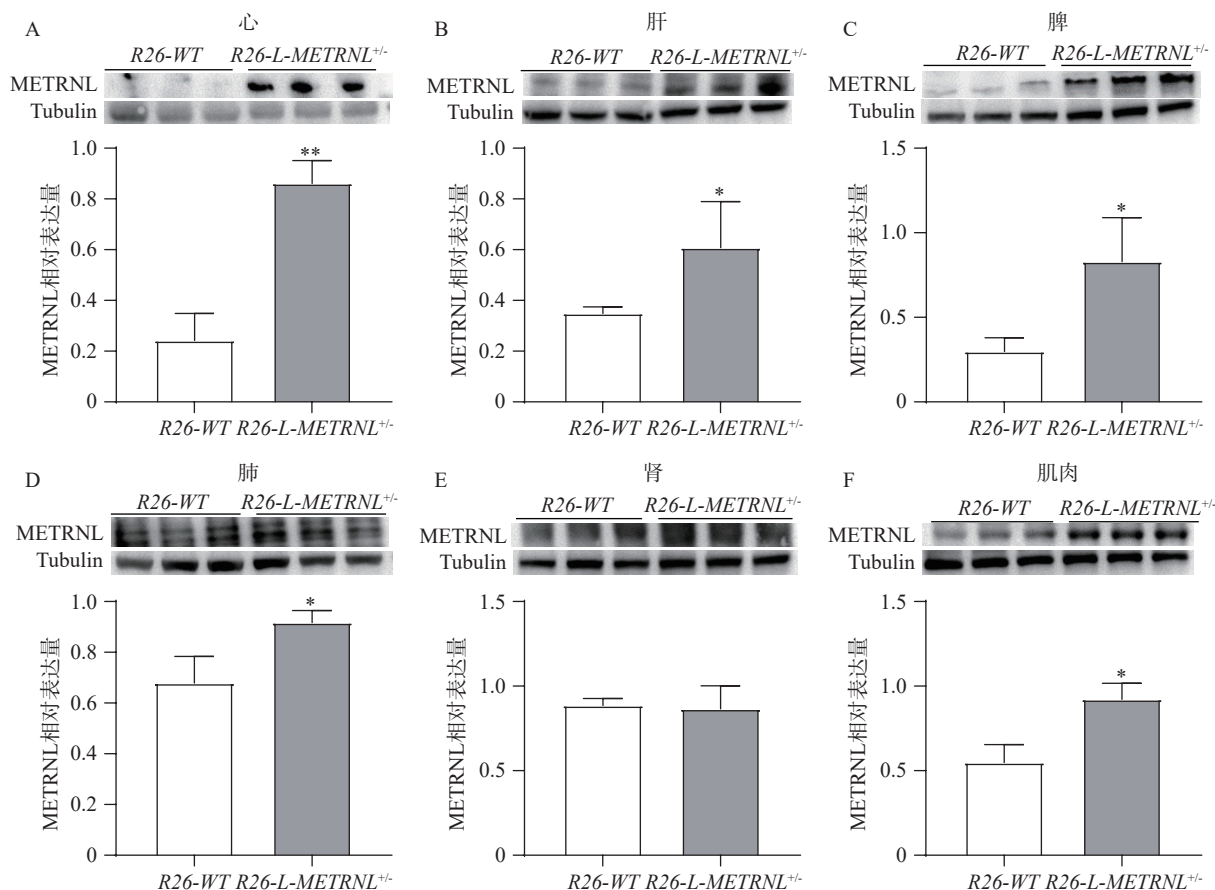 A
心
R26-WT R26-L-METRNL+/-
METRNL
Tubulin
METRNL相对表达量
1.0
0.8
0.6
0.4
0.2
0
**
R26-WT R26-L-METRNL+/-
B
肝
R26-WT R26-L-METRNL+/-
METRNL
Tubulin
METRNL相对表达量
1.0
0.8
0.6
0.4
0.2
0
*
R26-WT R26-L-METRNL+/-
C
脾
R26-WT R26-L-METRNL+/-
METRNL
Tubulin
METRNL相对表达量
1.5
1.0
0.5
0
*
R26-WT R26-L-METRNL+/-
D
肺
R26-WT R26-L-METRNL+/-
METRNL
Tubulin
METRNL相对表达量
1.0
0.8
0.6
0.4
0.2
0
*
R26-WT R26-L-METRNL+/-
E
肾
R26-WT R26-L-METRNL+/-
METRNL
Tubulin
METRNL相对表达量
1.5
1.0
0.5
0
R26-WT R26-L-METRNL+/-
F
肌肉
R26-WT R26-L-METRNL+/-
METRNL
Tubulin
METRNL相对表达量
1.5
1.0
0.5
0
*
R26-WT R26-L-METRNL+/-